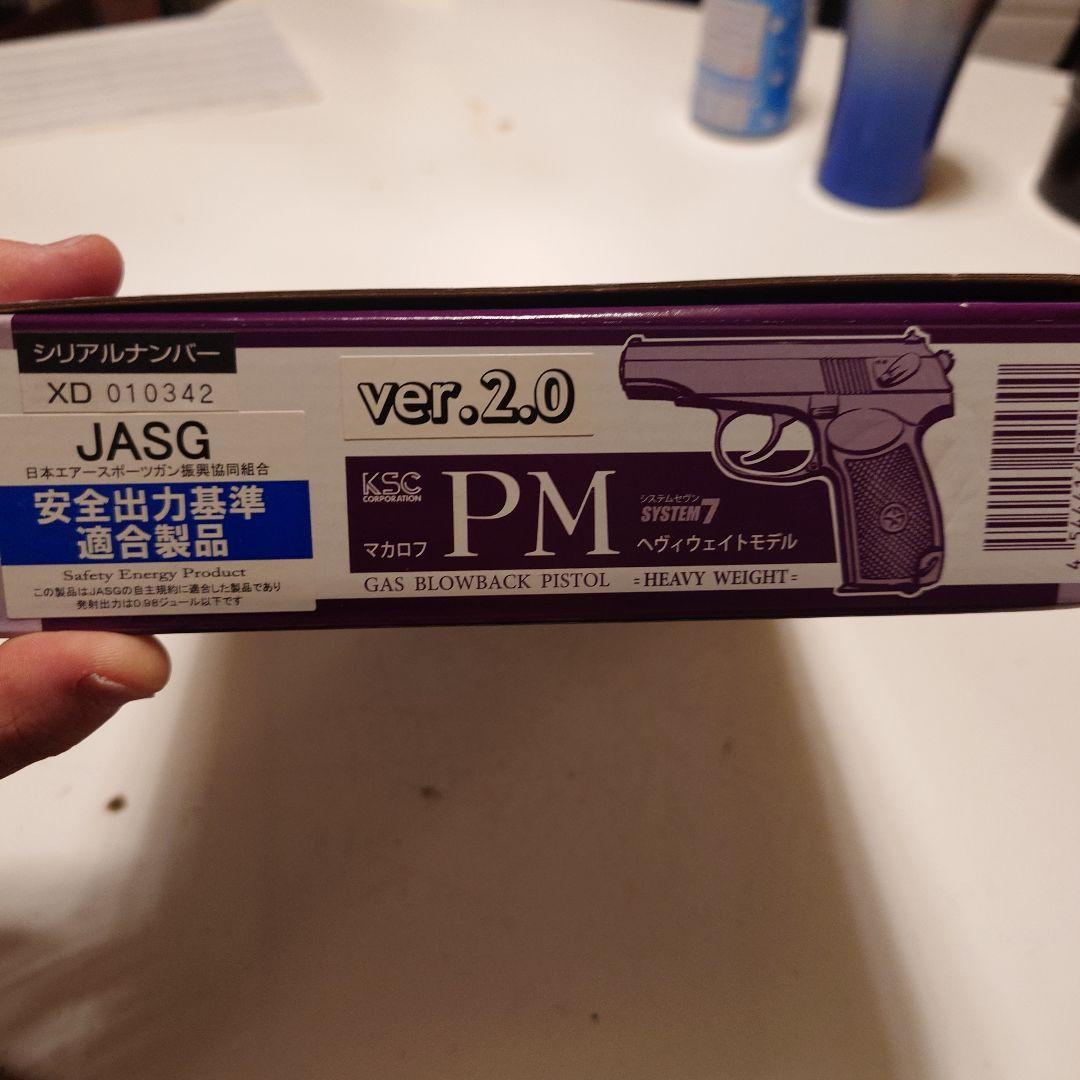 シリアルナンバー
XD 010342
JASG
日本エアースポーツガン振興協同組合
安全出力基準
適合製品
Safety Energy Product
この製品はJASGの自主規約に適合した製品であり
発射出力は0.98ジュール以下です
ver.2.0
KSC
CORPORATION
マカロフ
PM
システムセヴン
SYSTEM7
ヘヴィウェイトモデル
GAS BLOWBACK PISTOL =HEAVY WEIGHT=